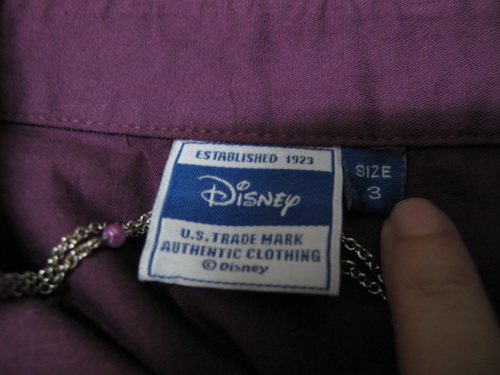 ESTABLISHED 1923
Disney
U.S. TRADE MARK
AUTHENTIC CLOTHING
© Disney
SIZE
3